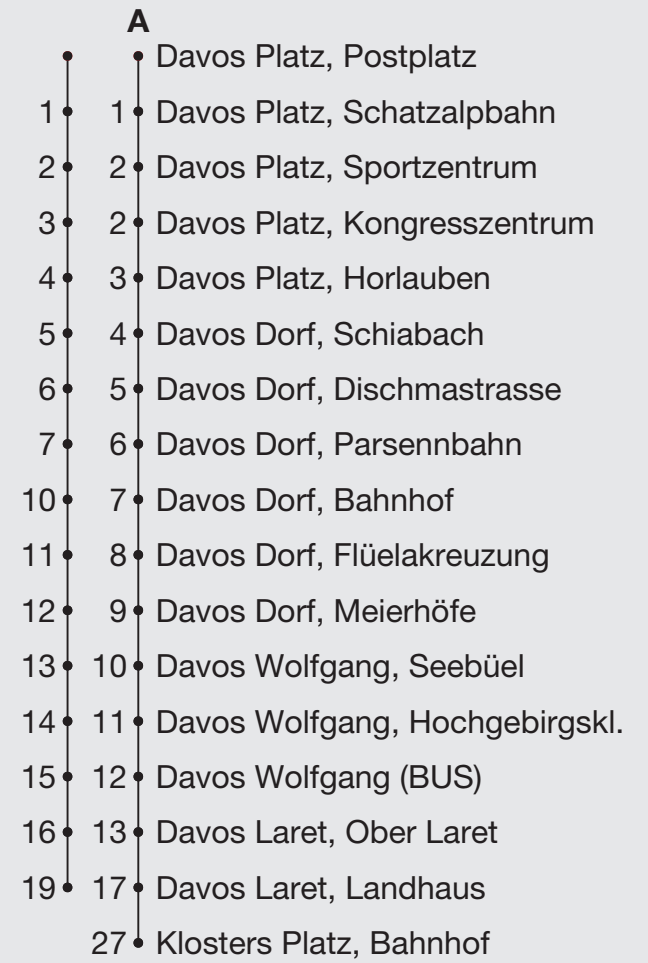 A
Davos Platz, Postplatz
1 1 Davos Platz, Schatzalpbahn
2 2 Davos Platz, Sportzentrum
3 2 Davos Platz, Kongresszentrum
4 3 Davos Platz, Horlauben
5 4 Davos Dorf, Schiabach
6 5 Davos Dorf, Dischmastrasse
7 6 Davos Dorf, Parsennbahn
10 7 Davos Dorf, Bahnhof
11 8 Davos Dorf, Flüelakreuzung
12 9 Davos Dorf, Meierhöfe
13 10 Davos Wolfgang, Seebüel
14 11 Davos Wolfgang, Hochgebirgskl.
15 12 Davos Wolfgang (BUS)
16 13 Davos Laret, Ober Laret
19 17 Davos Laret, Landhaus
27 Klosters Platz, Bahnhof